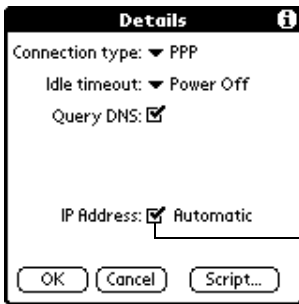 Details i
Connection type: PPP
Idle timeout: Power Off
Query DNS:
IP Address: Automatic
OK Cancel Script...